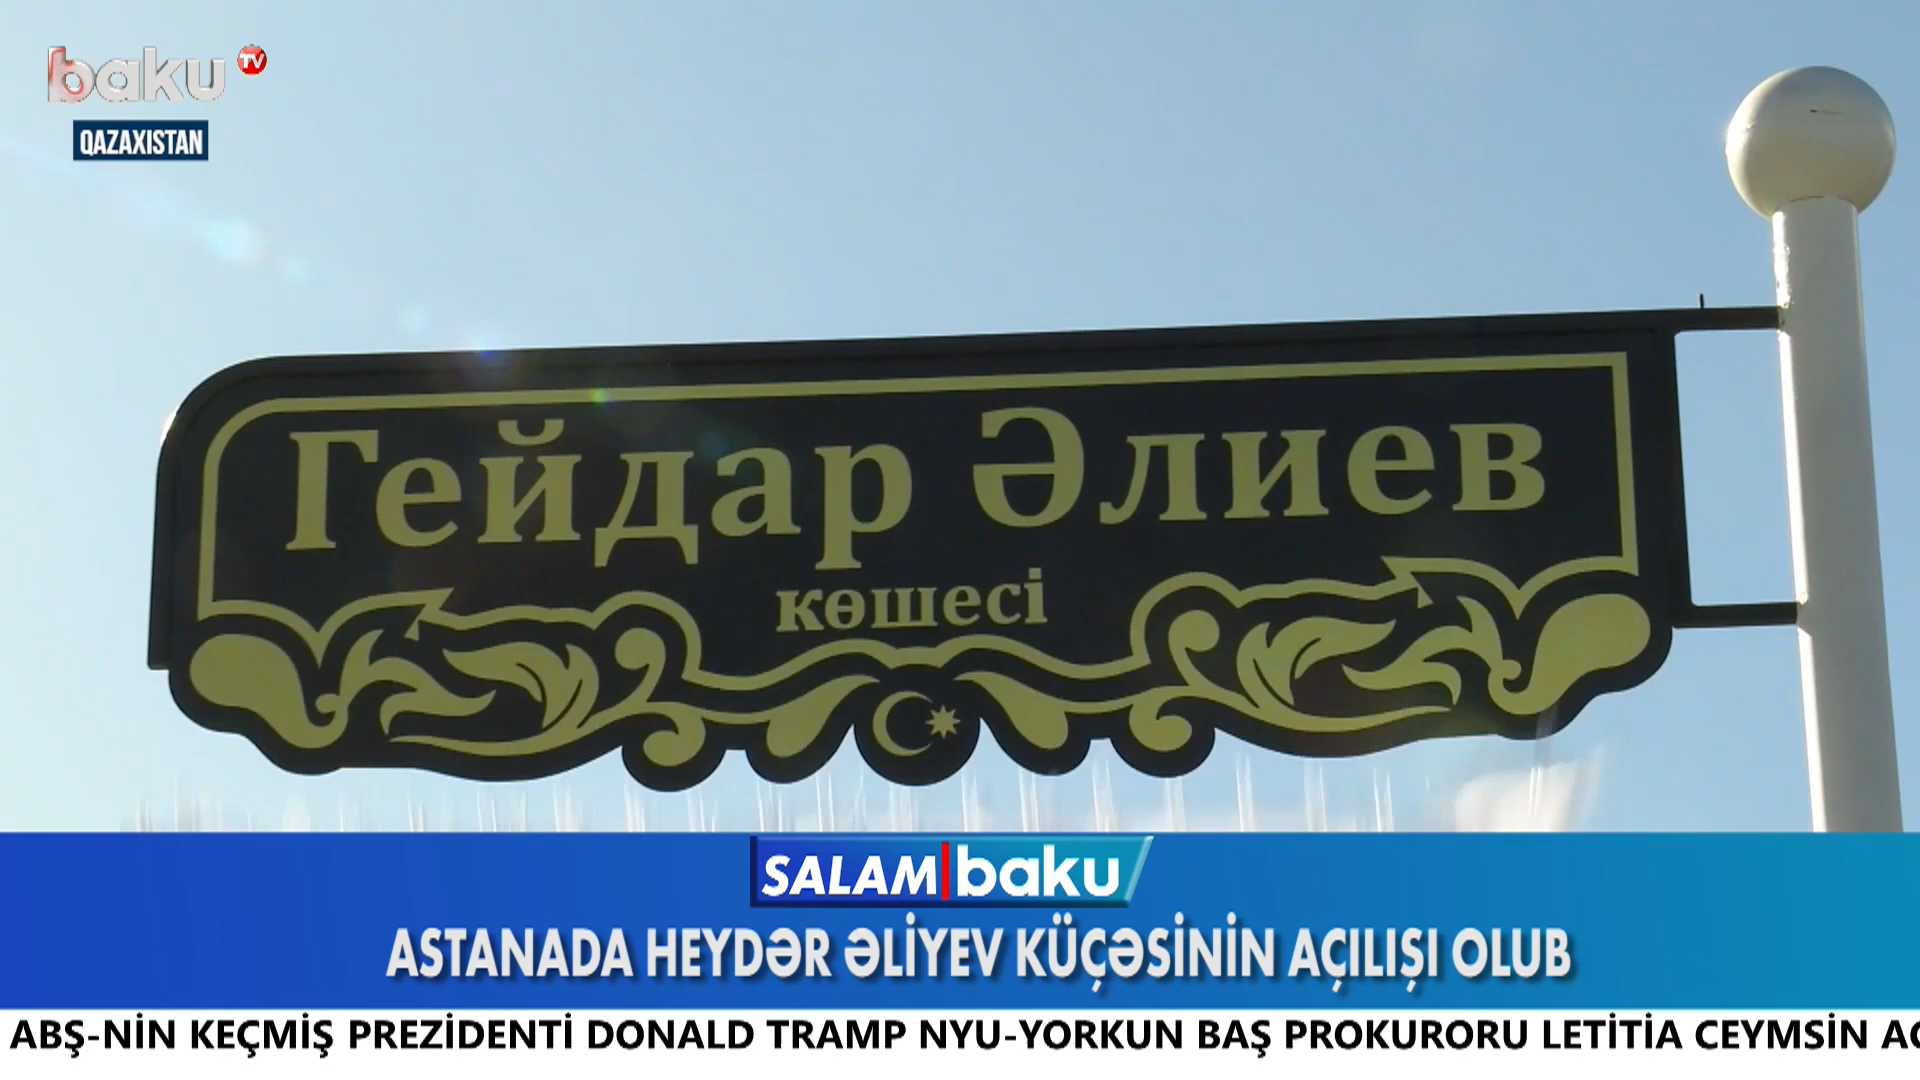 baku TV
QAZAXISTAN
Гейдар Әлиев
көшесі
SALAM baku
ASTANADA HEYDƏR ƏLİYEV KÜÇƏSİNİN AÇILIŞI OLUB
ABŞ-NİN KEÇMİŞ PREZİDENTİ DONALD TRAMP NYU-YORKUN BAŞ PROKURORU LETİTİA CEYMSİN